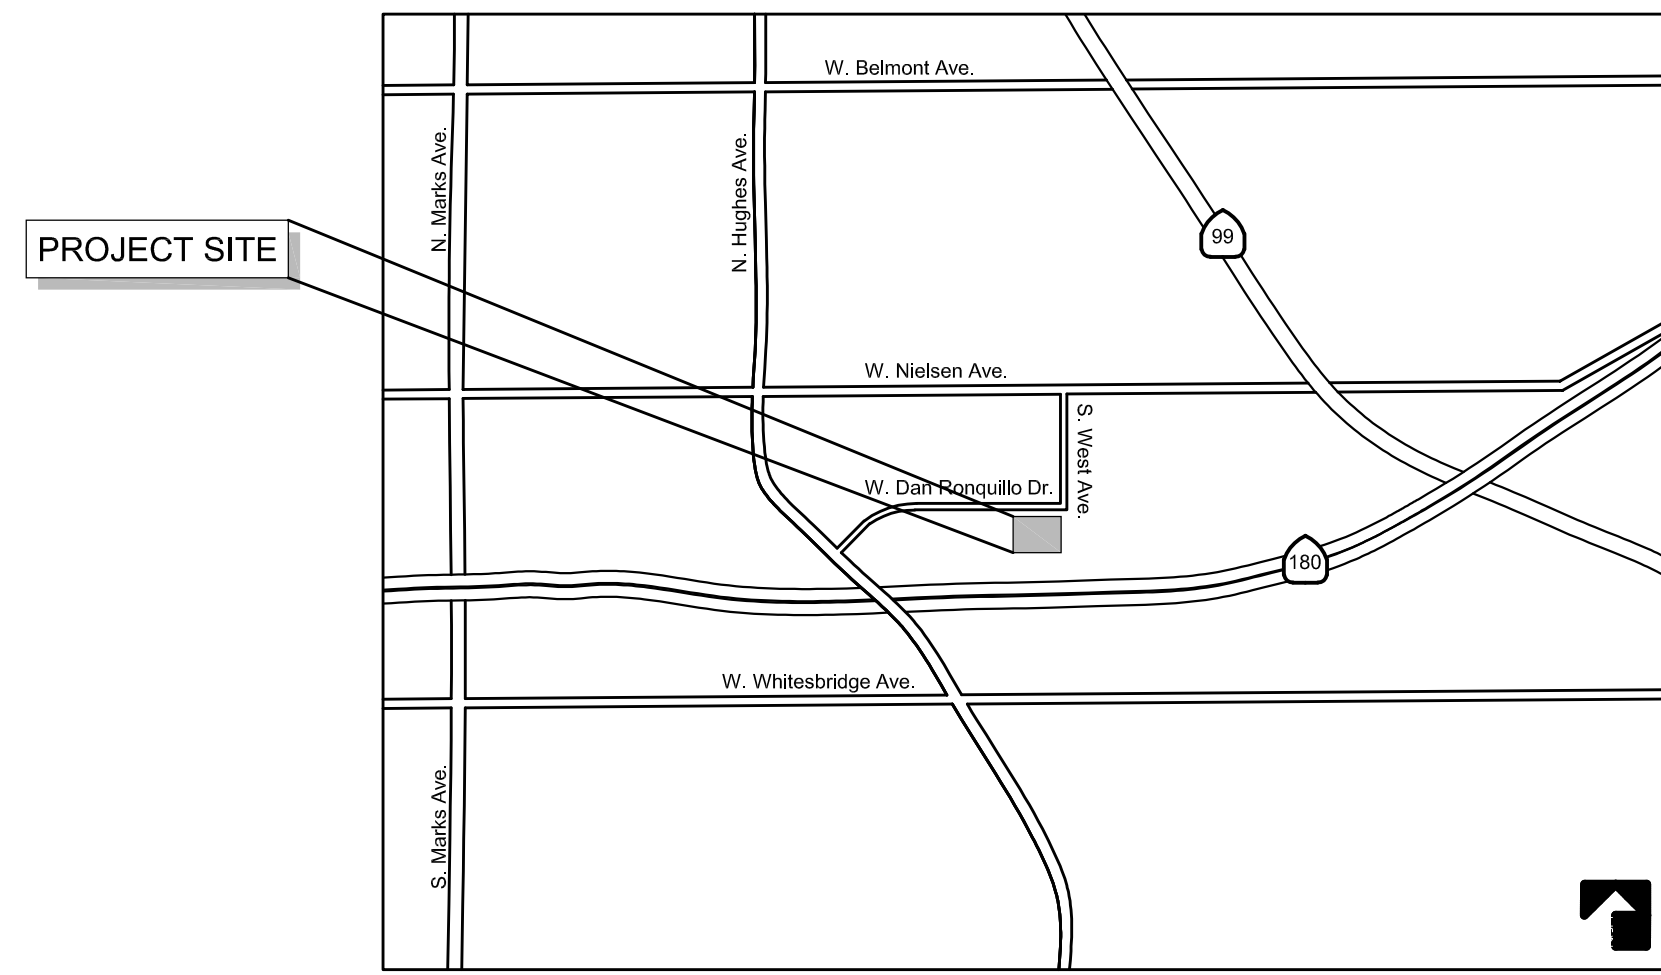 W. Belmont Ave.
N. Marks Ave.
N. Hughes Ave.
PROJECT SITE
99
W. Nielsen Ave.
S. West Ave.
W. Dan Ronquillo Dr.
180
W. Whitesbridge Ave.
S. Marks Ave.